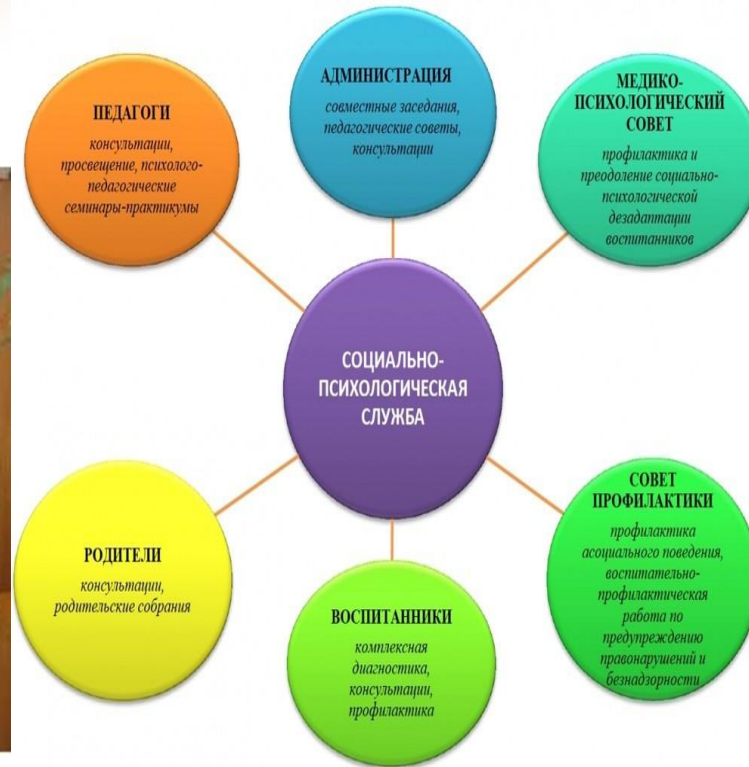 ПЕДАГОГИ
консультации,
просвещение, психолого-
педагогические
семинары-практикумы
АДМИНИСТРАЦИЯ
совместные заседания,
педагогические советы,
консультации
МЕДИКО-
ПСИХОЛОГИЧЕСКИЙ
СОВЕТ
профилактика и
преодоление социально-
психологической
дезадаптации
воспитанников
СОЦИАЛЬНО-
ПСИХОЛОГИЧЕСКАЯ
СЛУЖБА
РОДИТЕЛИ
консультации,
родительские собрания
ВОСПИТАННИКИ
комплексная
диагностика,
консультации,
профилактика
СОВЕТ
ПРОФИЛАКТИКИ
профилактика
асоциального поведения,
воспитательно-
профилактическая
работа по
предупреждению
правонарушений и
безнадзорности